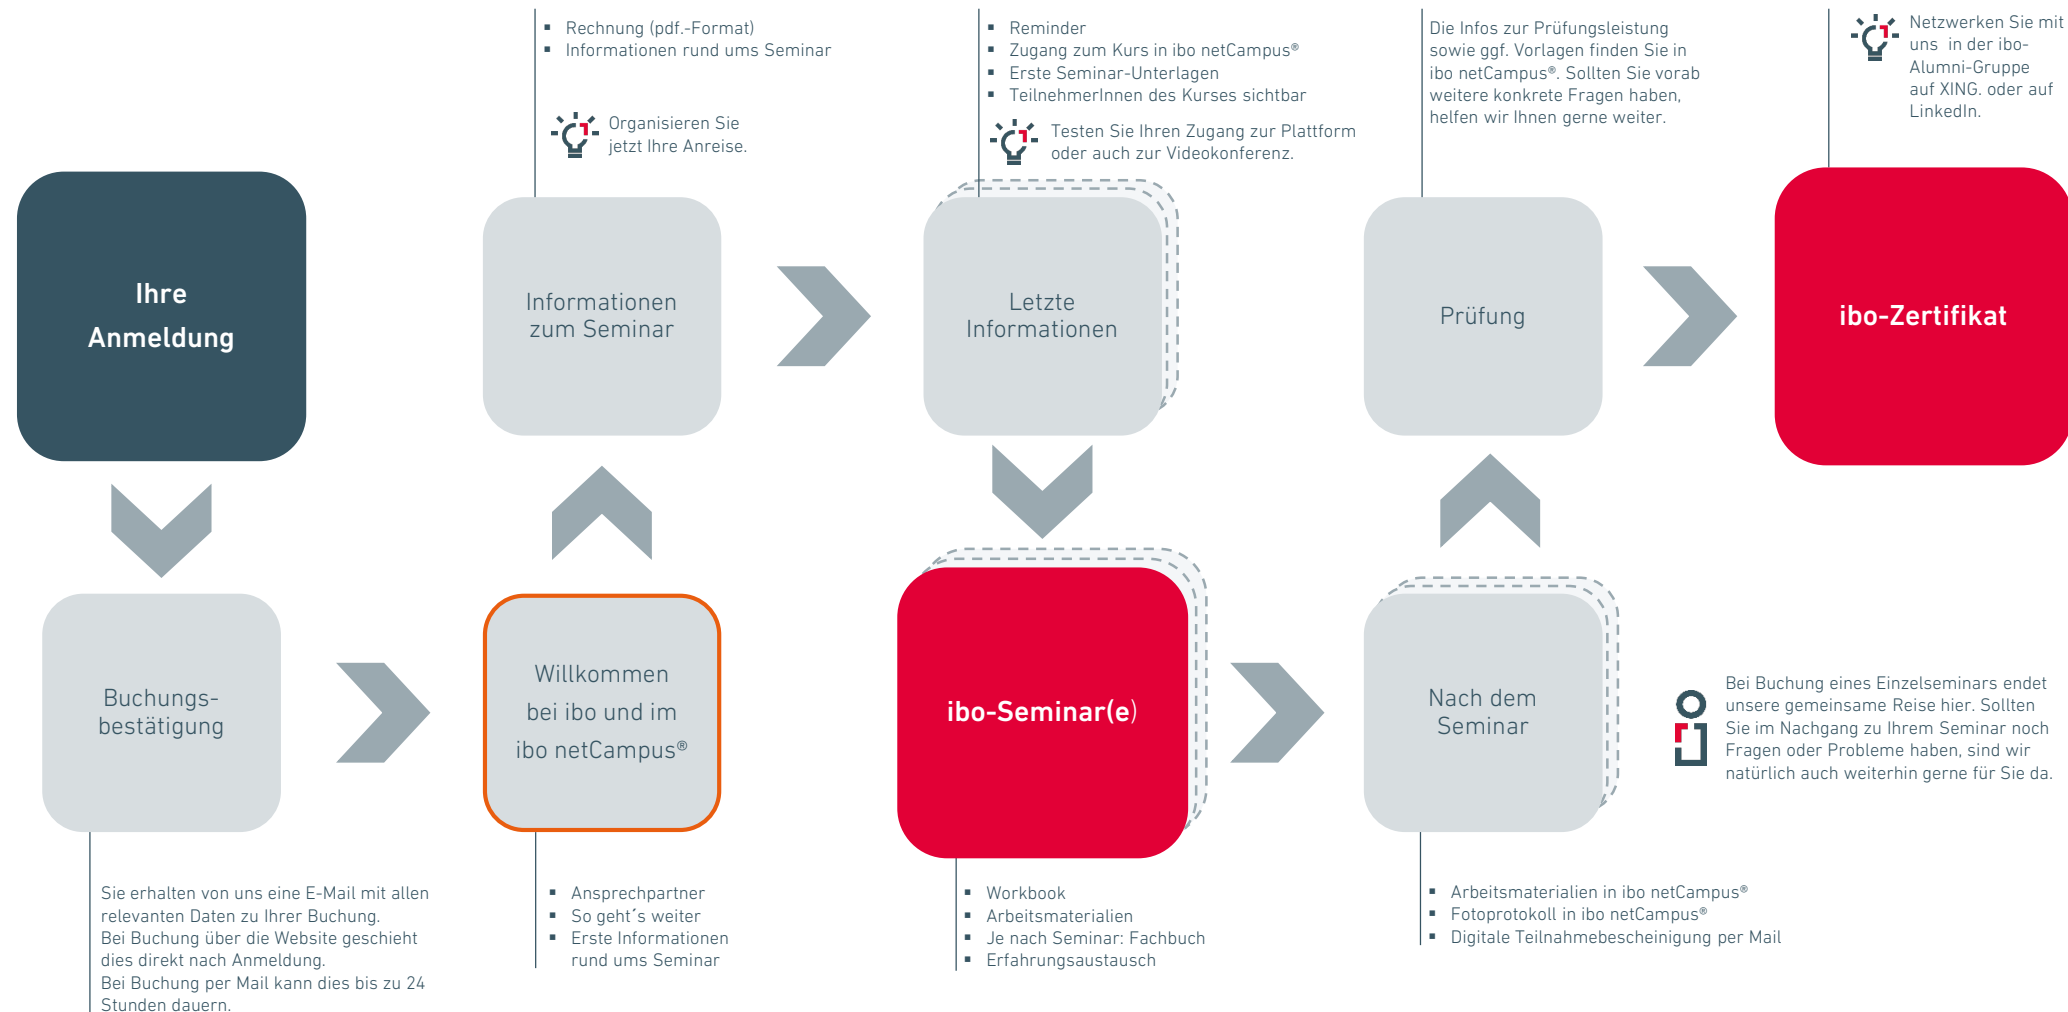 Ihre
Anmeldung
Buchungs-
bestätigung
Sie erhalten von uns eine E-Mail mit allen
relevanten Daten zu Ihrer Buchung.
Bei Buchung über die Website geschieht
dies direkt nach Anmeldung.
Bei Buchung per Mail kann dies bis zu 24
Stunden dauern.
Willkommen
bei ibo und im
ibo netCampus®
▪ Ansprechpartner
▪ So geht´s weiter
▪ Erste Informationen
rund ums Seminar
▪ Rechnung (pdf.-Format)
▪ Informationen rund ums Seminar
Organisieren Sie
jetzt Ihre Anreise.
Informationen
zum Seminar
▪ Reminder
▪ Zugang zum Kurs in ibo netCampus®
▪ Erste Seminar-Unterlagen
▪ TeilnehmerInnen des Kurses sichtbar
Testen Sie Ihren Zugang zur Plattform
oder auch zur Videokonferenz.
Letzte
Informationen
ibo-Seminar(e)
▪ Workbook
▪ Arbeitsmaterialien
▪ Je nach Seminar: Fachbuch
▪ Erfahrungsaustausch
Nach dem
Seminar
▪ Arbeitsmaterialien in ibo netCampus®
▪ Fotoprotokoll in ibo netCampus®
▪ Digitale Teilnahmebescheinigung per Mail
Bei Buchung eines Einzelseminars endet
unsere gemeinsame Reise hier. Sollten
Sie im Nachgang zu Ihrem Seminar noch
Fragen oder Probleme haben, sind wir
natürlich auch weiterhin gerne für Sie da.
Die Infos zur Prüfungsleistung
sowie ggf. Vorlagen finden Sie in
ibo netCampus®. Sollten Sie vorab
weitere konkrete Fragen haben,
helfen wir Ihnen gerne weiter.
Prüfung
Netzwerken Sie mit
uns  in der ibo-
Alumni-Gruppe
auf XING. oder auf
LinkedIn.
ibo-Zertifikat